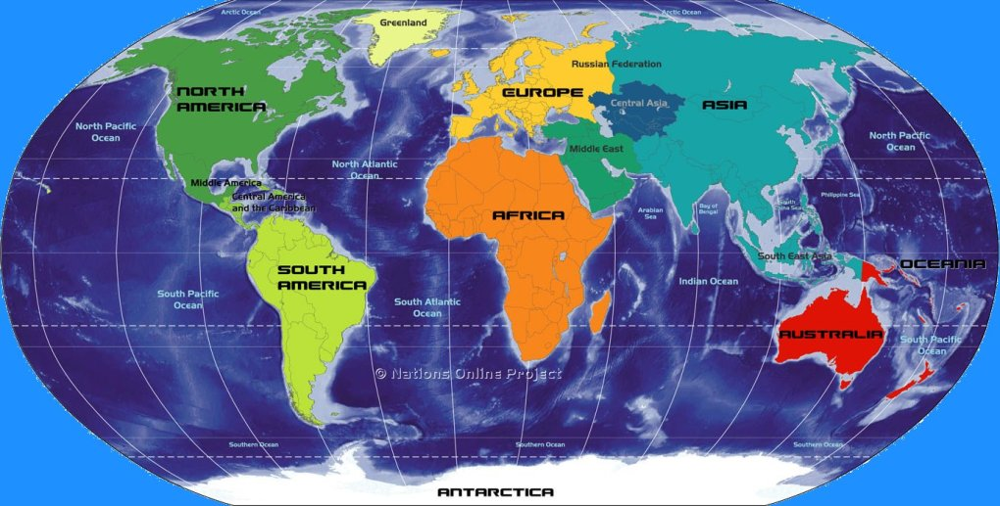 Arctic Ocean
Arctic Ocean
Greenland
Russian Federation
NORTH
AMERICA
EUROPE
Central Asia
ASIA
North Pacific
Ocean
North Pacific
Ocean
Middle East
North Atlantic
Ocean
Middle America
Central America
and the Caribbean
AFRICA
Arabian
Sea
Bay of
Bengal
South
China Sea
Philippine Sea
SOUTH
AMERICA
South East Asia
OCEANIA
Indian Ocean
South Pacific
Ocean
South Atlantic
Ocean
AUSTRALIA
South Pacific
Ocean
© Nations Online Project
Southern Ocean
Southern Ocean
Southern Ocean
ANTARCTICA